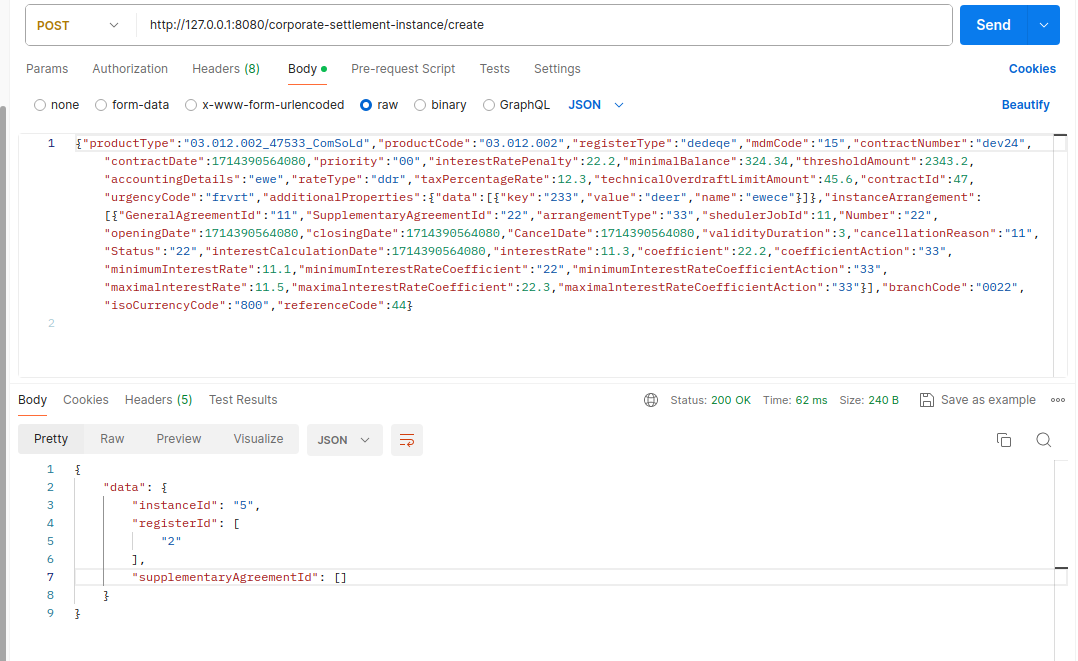 POST http://127.0.0.1:8080/corporate-settlement-instance/create Send
Params Authorization Headers (8) Body Pre-request Script Tests Settings Cookies
none form-data x-www-form-urlencoded raw binary GraphQL JSON Beautify
1 {"productType":"03.012.002_47533_ComSoLd","productCode":"03.012.002","registerType":"dedeqe","mdmCode":"15","contractNumber":"dev24",
"contractDate":1714390564080,"priority":"00","interestRatePenalty":22.2,"minimalBalance":324.34,"thresholdAmount":2343.2,
"accountingDetails":"ewe","rateType":"ddr","taxPercentageRate":12.3,"technicalOverdraftLimitAmount":45.6,"contractId":47,
"urgencyCode":"frvrt","additionalProperties":{"data":[{"key":"233","value":"deer","name":"ewece"}]},"instanceArrangement":
[{"GeneralAgreementId":"11","SupplementaryAgreementId":"22","arrangementType":"33","shedulerJobId":11,"Number":"22",
"openingDate":1714390564080,"closingDate":1714390564080,"CancelDate":1714390564080,"validityDuration":3,"cancellationReason":"11",
"Status":"22","interestCalculationDate":1714390564080,"interestRate":11.3,"coefficient":22.2,"coefficientAction":"33",
"minimumInterestRate":11.1,"minimumInterestRateCoefficient":"22","minimumInterestRateCoefficientAction":"33",
"maximalnterestRate":11.5,"maximalnterestRateCoefficient":22.3,"maximalnterestRateCoefficientAction":"33"}],"branchCode":"0022",
"isoCurrencyCode":"800","referenceCode":44}
2
Body Cookies Headers (5) Test Results Status: 200 OK Time: 62 ms Size: 240 B Save as example
Pretty Raw Preview Visualize JSON
1 {
2 "data": {
3 "instanceId": "5",
4 "registerId": [
5 "2"
6 ],
7 "supplementaryAgreementId": []
8 }
9 }